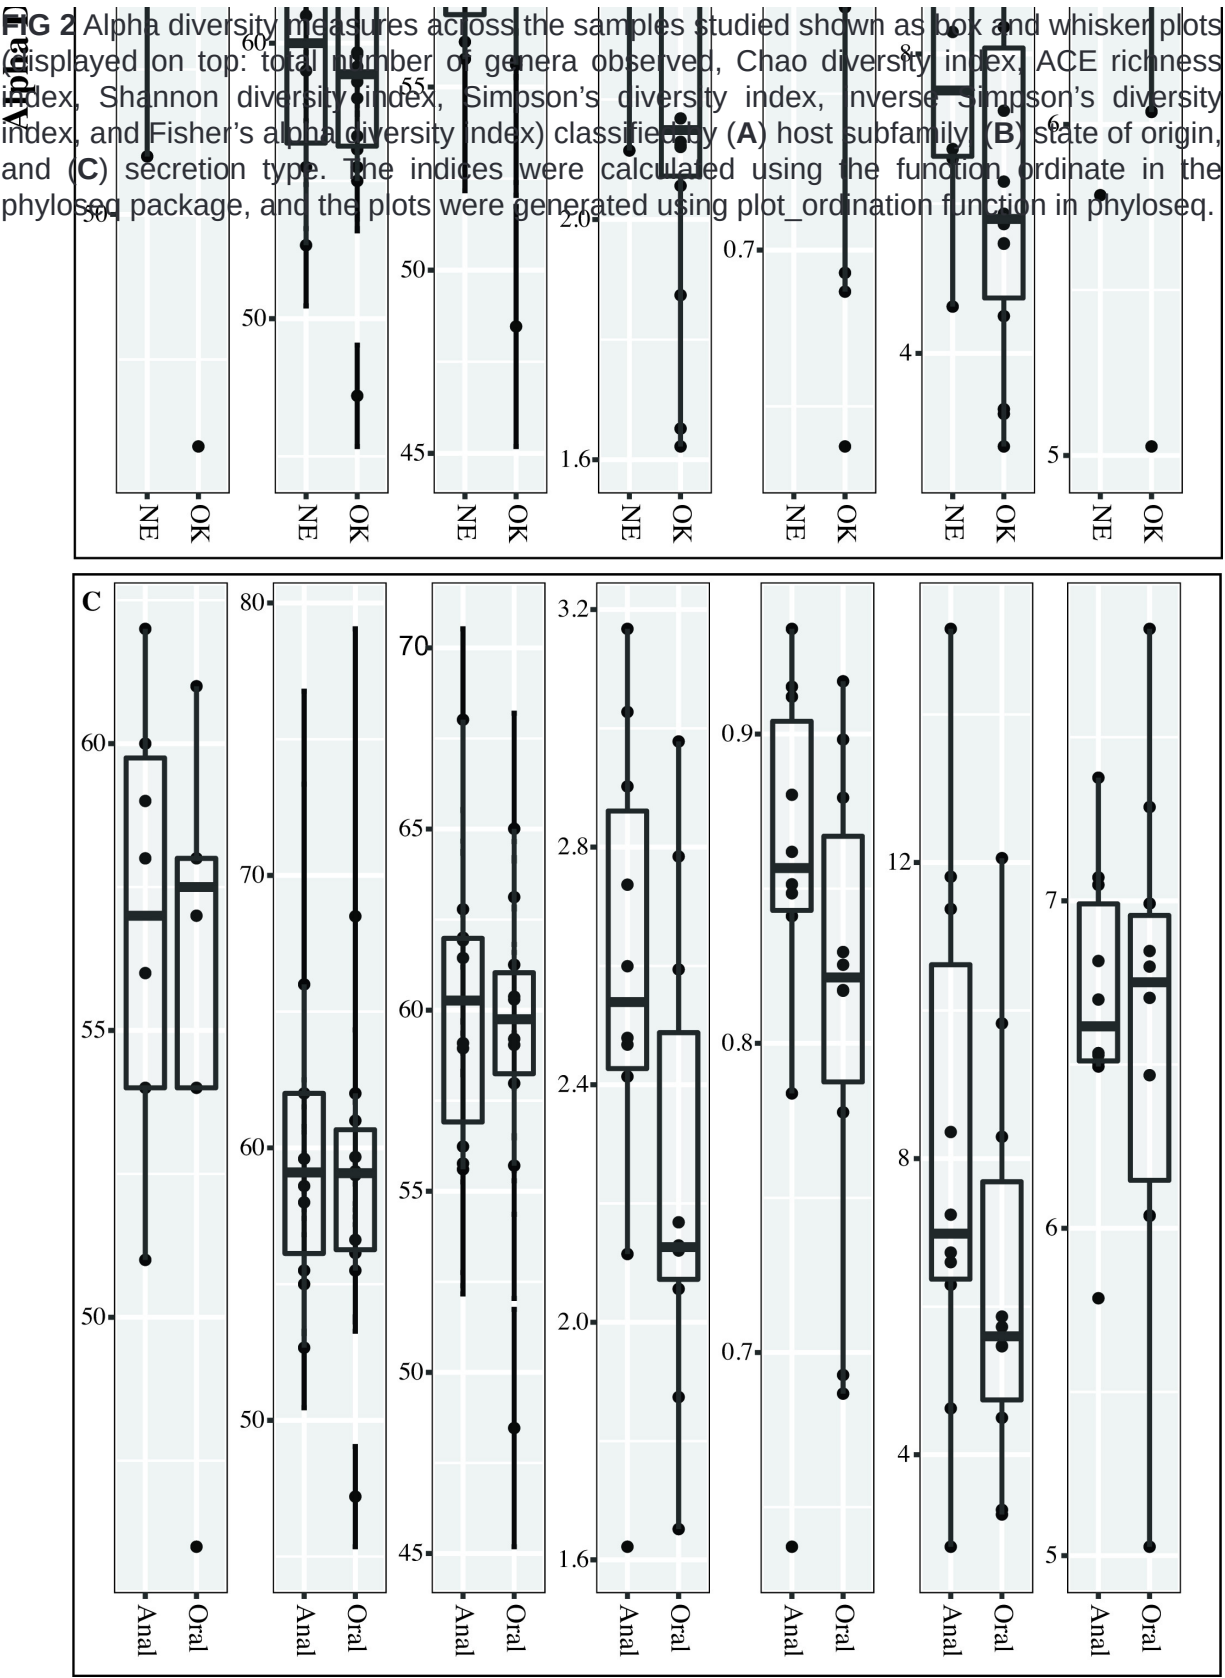 FIG 2 Alpha diversity measures across the samples studied shown as box and whisker plots
(displayed on top: total number of genera observed, Chao diversity index, ACE richness
index, Shannon diversity index, Simpson's diversity index, inverse Simpson's diversity
index, and Fisher's alpha diversity index) classified by (A) host subfamily, (B) state of origin,
and (C) secretion type. The indices were calculated using the function ordinate in the
phyloseq package, and the plots were generated using plot_ordination function in phyloseq.
60 8
55
6
50 2.0
0.7
50
50
4
45 1.6 5
NE OK NE OK NE OK NE OK NE OK NE OK NE OK
C
80 3.2
70
60 0.9
65 2.8 12
70 7
60
55 0.8
2.4
60 8
55 6
50 2.0
50 0.7
50 4
45 1.6 5
Anal Oral Anal Oral Anal Oral Anal Oral Anal Oral Anal Oral Anal Oral